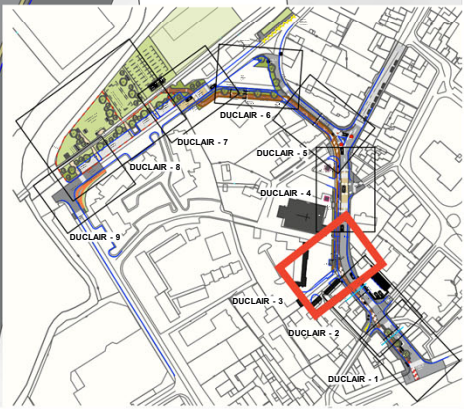 DUCLAIR - 6
DUCLAIR - 7
DUCLAIR - 5
DUCLAIR - 8
DUCLAIR - 4
DUCLAIR - 9
DUCLAIR - 3
DUCLAIR - 2
DUCLAIR - 1